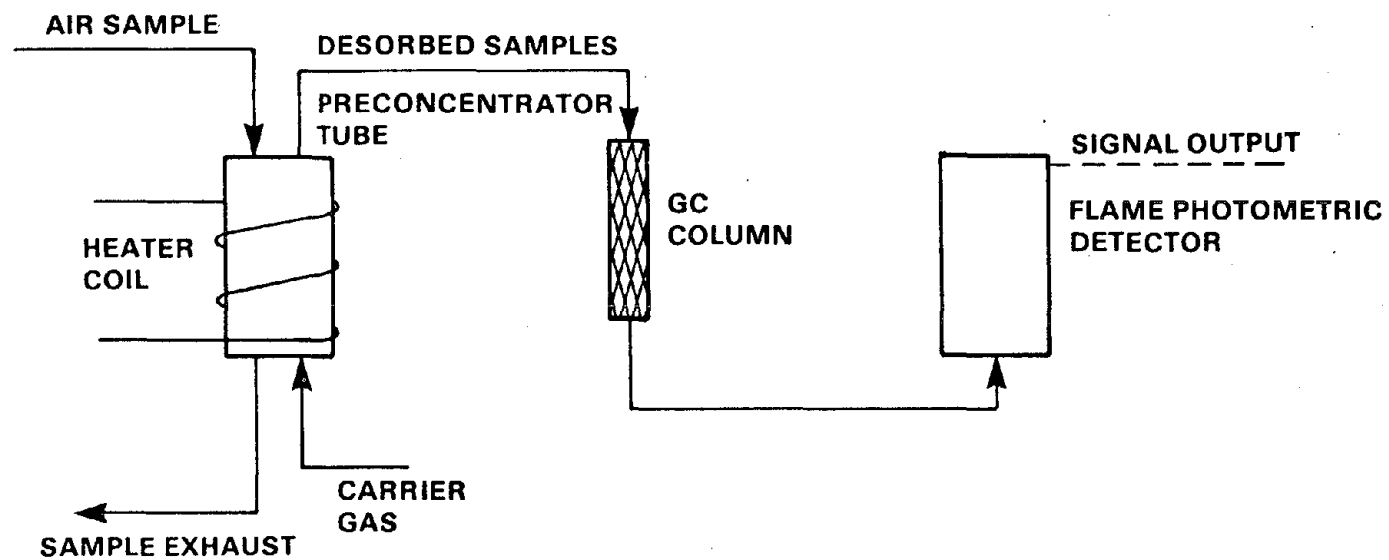 AIR SAMPLE
DESORBED SAMPLES
PRECONCENTRATOR
TUBE
SIGNAL OUTPUT
GC
COLUMN
FLAME PHOTOMETRIC
DETECTOR
HEATER
COIL
CARRIER
GAS
SAMPLE EXHAUST